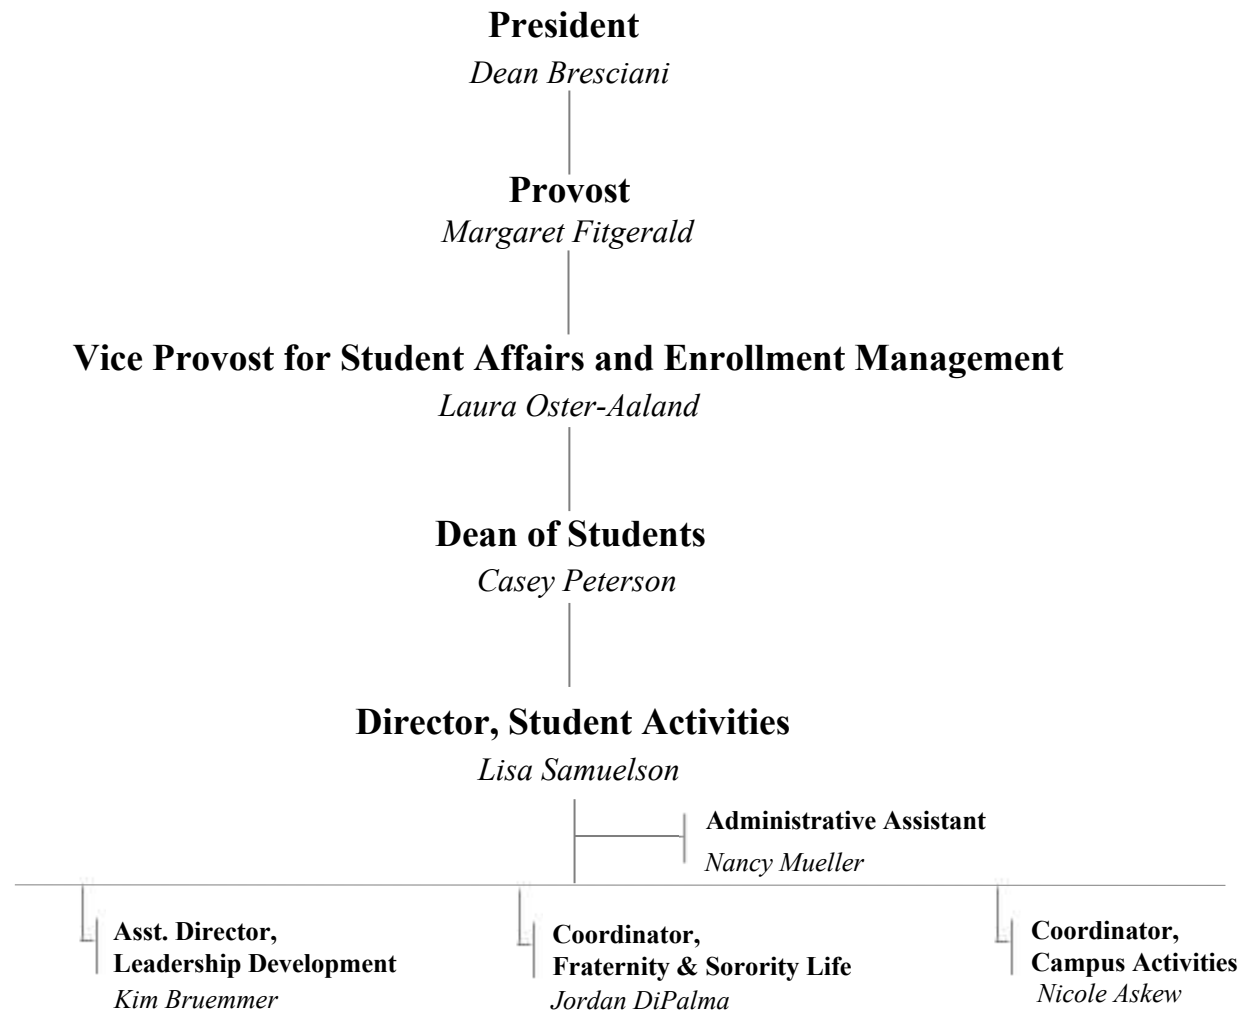 President
Dean Bresciani
Provost
Margaret Fitgerald
Vice Provost for Student Affairs and Enrollment Management
Laura Oster-Aaland
Dean of Students
Casey Peterson
Director, Student Activities
Lisa Samuelson
Administrative Assistant
Nancy Mueller
Asst. Director,
Leadership Development
Kim Bruemmer
Coordinator,
Fraternity & Sorority Life
Jordan DiPalma
Coordinator,
Campus Activities
Nicole Askew